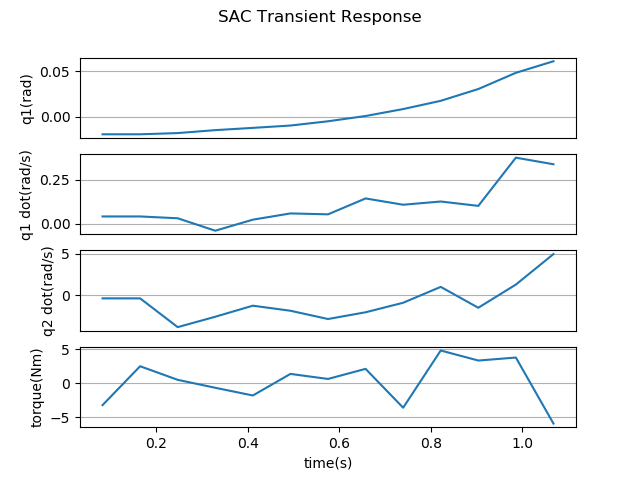 SAC Transient Response
q1(rad)
0.05
0.00
q1 dot(rad/s)
0.25
0.00
q2 dot(rad/s)
5
0
torque(Nm)
5
0
−5
0.2 0.4 0.6 0.8 1.0
time(s)